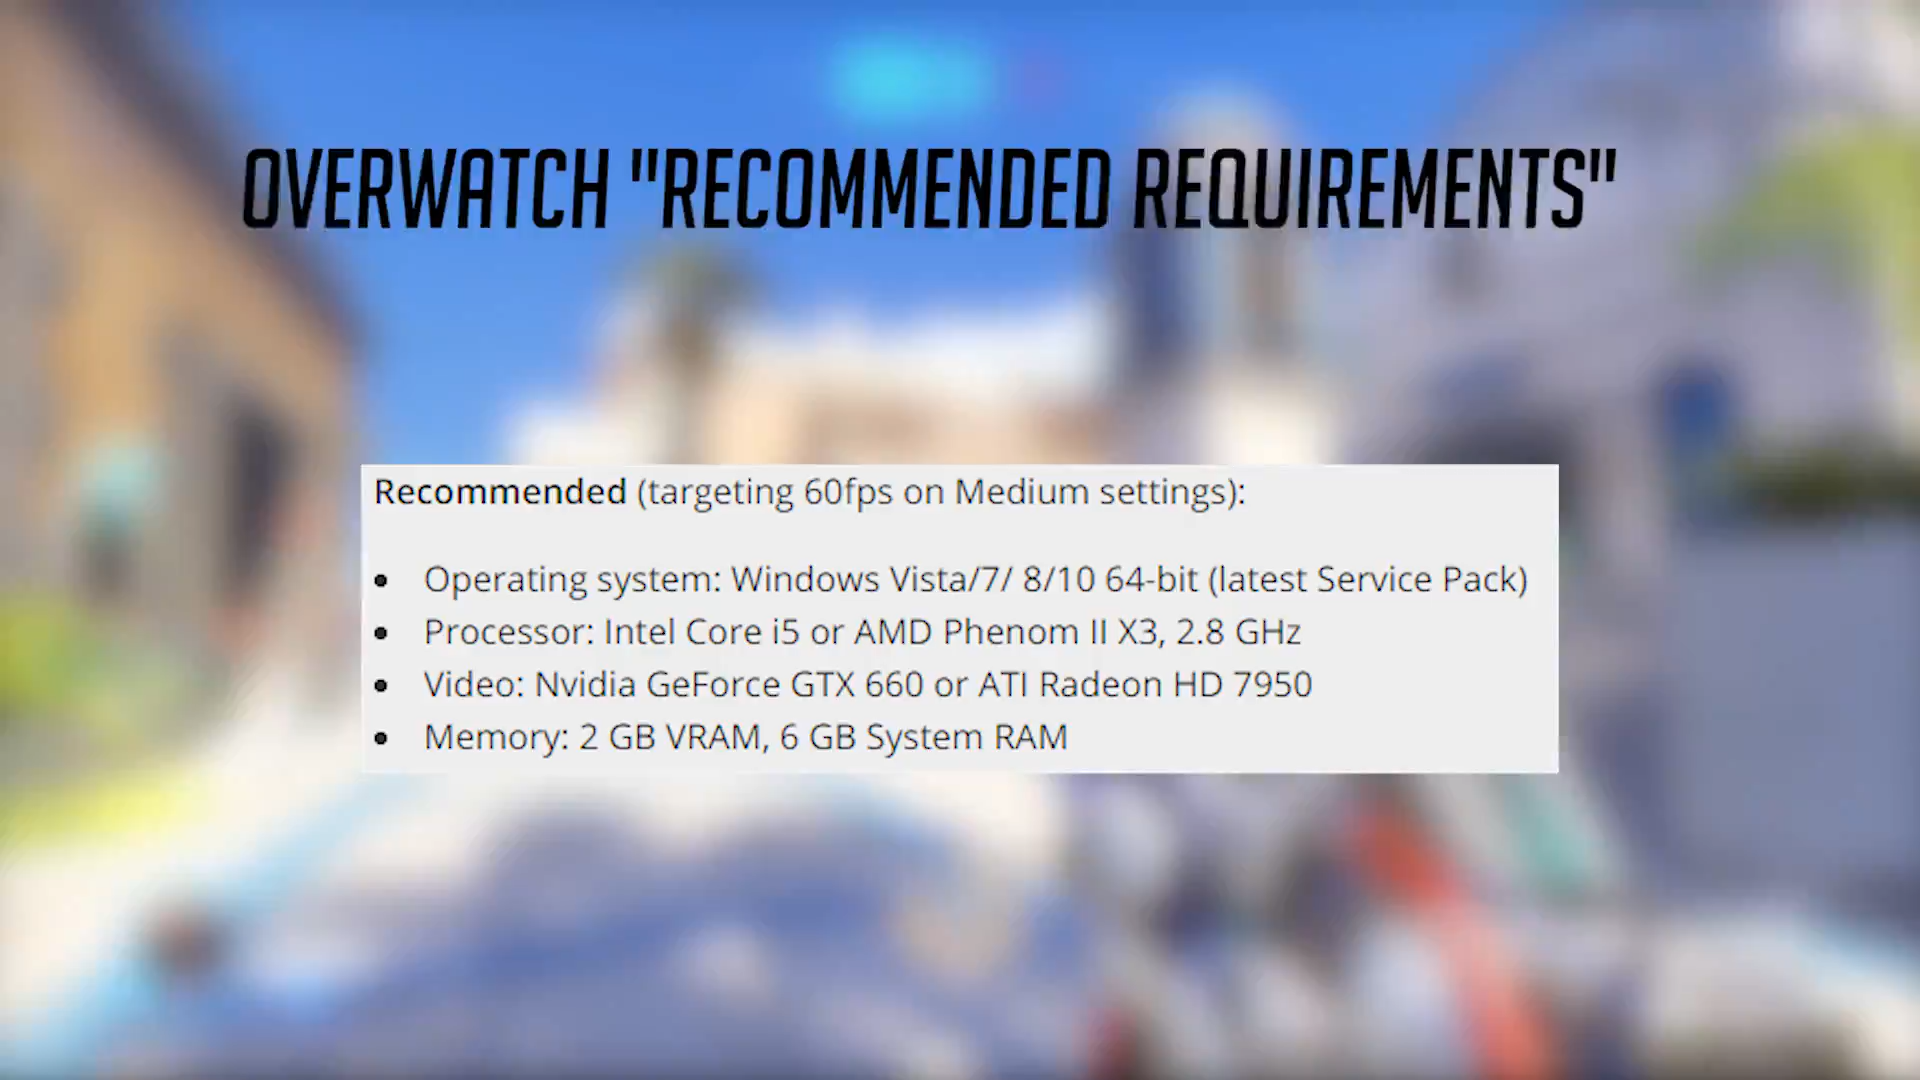 OVERWATCH "RECOMMENDED REQUIREMENTS"
Recommended (targeting 60fps on Medium settings):
• Operating system: Windows Vista/7/ 8/10 64-bit (latest Service Pack)
• Processor: Intel Core i5 or AMD Phenom II X3, 2.8 GHz
• Video: Nvidia GeForce GTX 660 or ATI Radeon HD 7950
• Memory: 2 GB VRAM, 6 GB System RAM